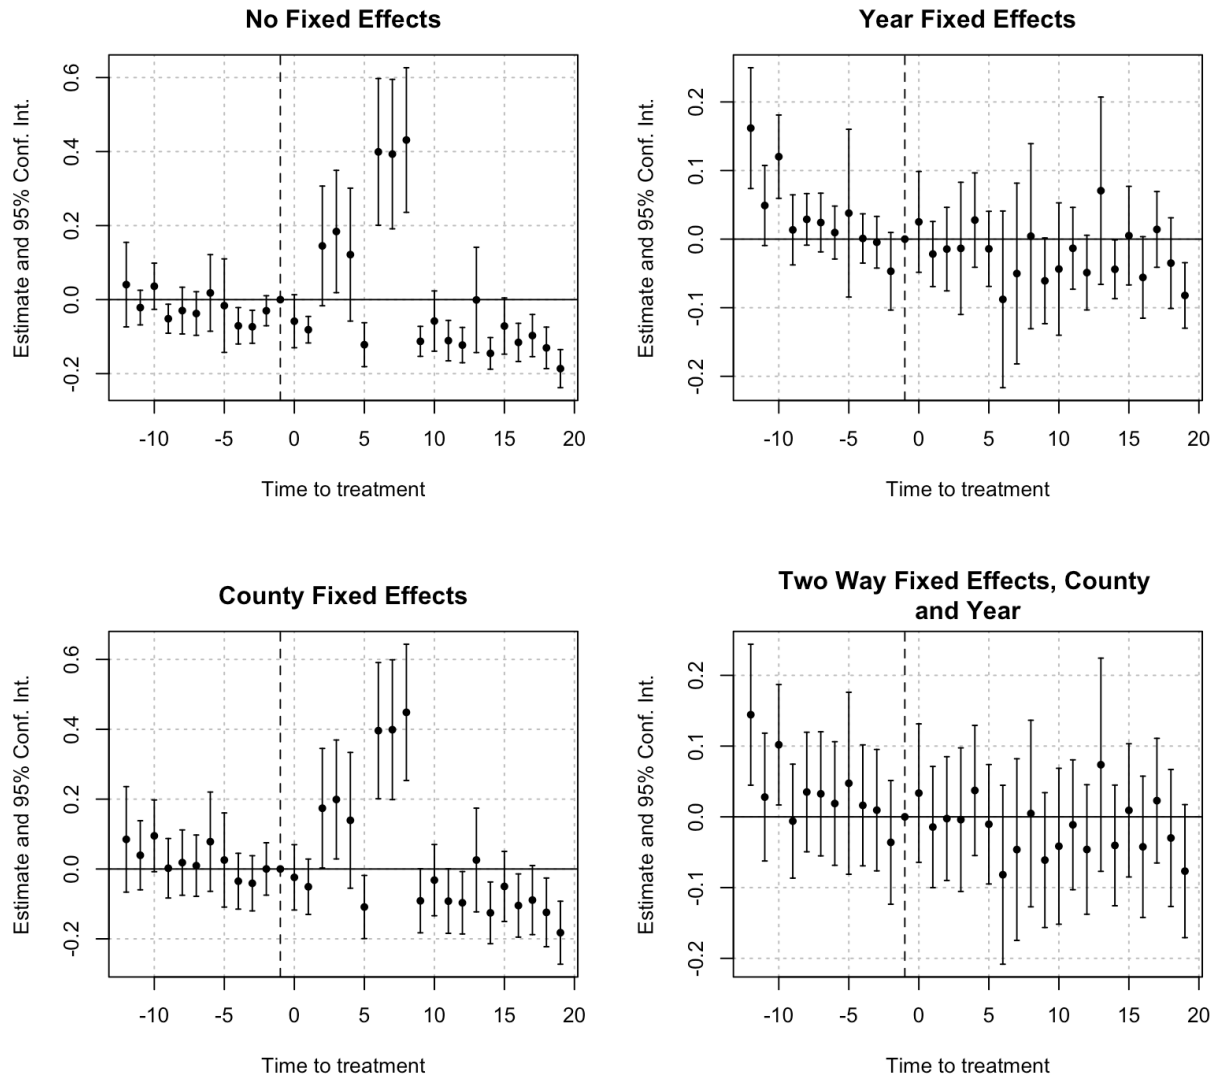 No Fixed Effects
Estimate and 95% Conf. Int.
0.6
0.4
0.2
0.0
-0.2
-10 -5 0 5 10 15 20
Time to treatment
Year Fixed Effects
Estimate and 95% Conf. Int.
0.2
0.1
0.0
-0.1
-0.2
-10 -5 0 5 10 15 20
Time to treatment
County Fixed Effects
Estimate and 95% Conf. Int.
0.6
0.4
0.2
0.0
-0.2
-10 -5 0 5 10 15 20
Time to treatment
Two Way Fixed Effects, County
and Year
Estimate and 95% Conf. Int.
0.2
0.1
0.0
-0.1
-0.2
-10 -5 0 5 10 15 20
Time to treatment